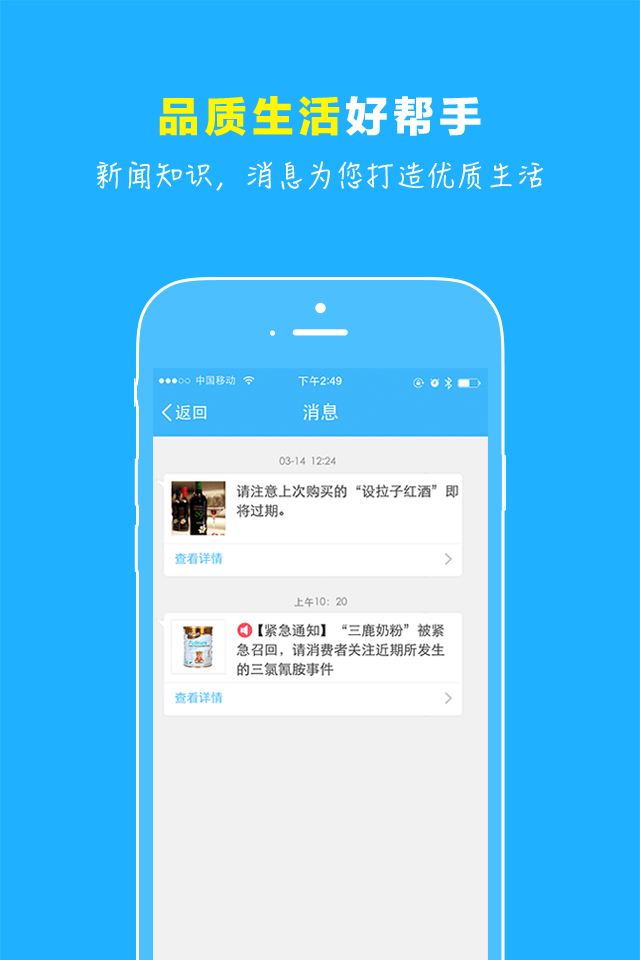 品质生活好帮手
新闻知识，消息为您打造优质生活
中国移动 下午2:49
返回 消息
03-14 12:24
请注意上次购买的“设拉子红酒”即
将过期。
查看详情
上午10：20
【紧急通知】“三鹿奶粉”被紧
急召回，请消费者关注近期所发生
的三氯氰胺事件
查看详情